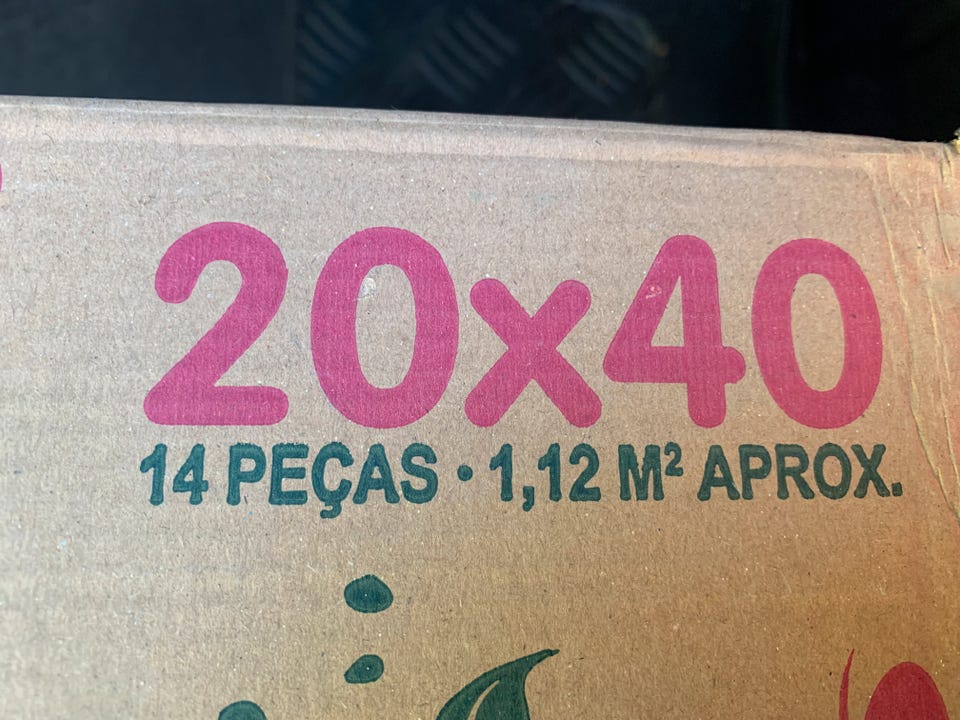 20x40
14 PEÇAS • 1,12 M² APROX.